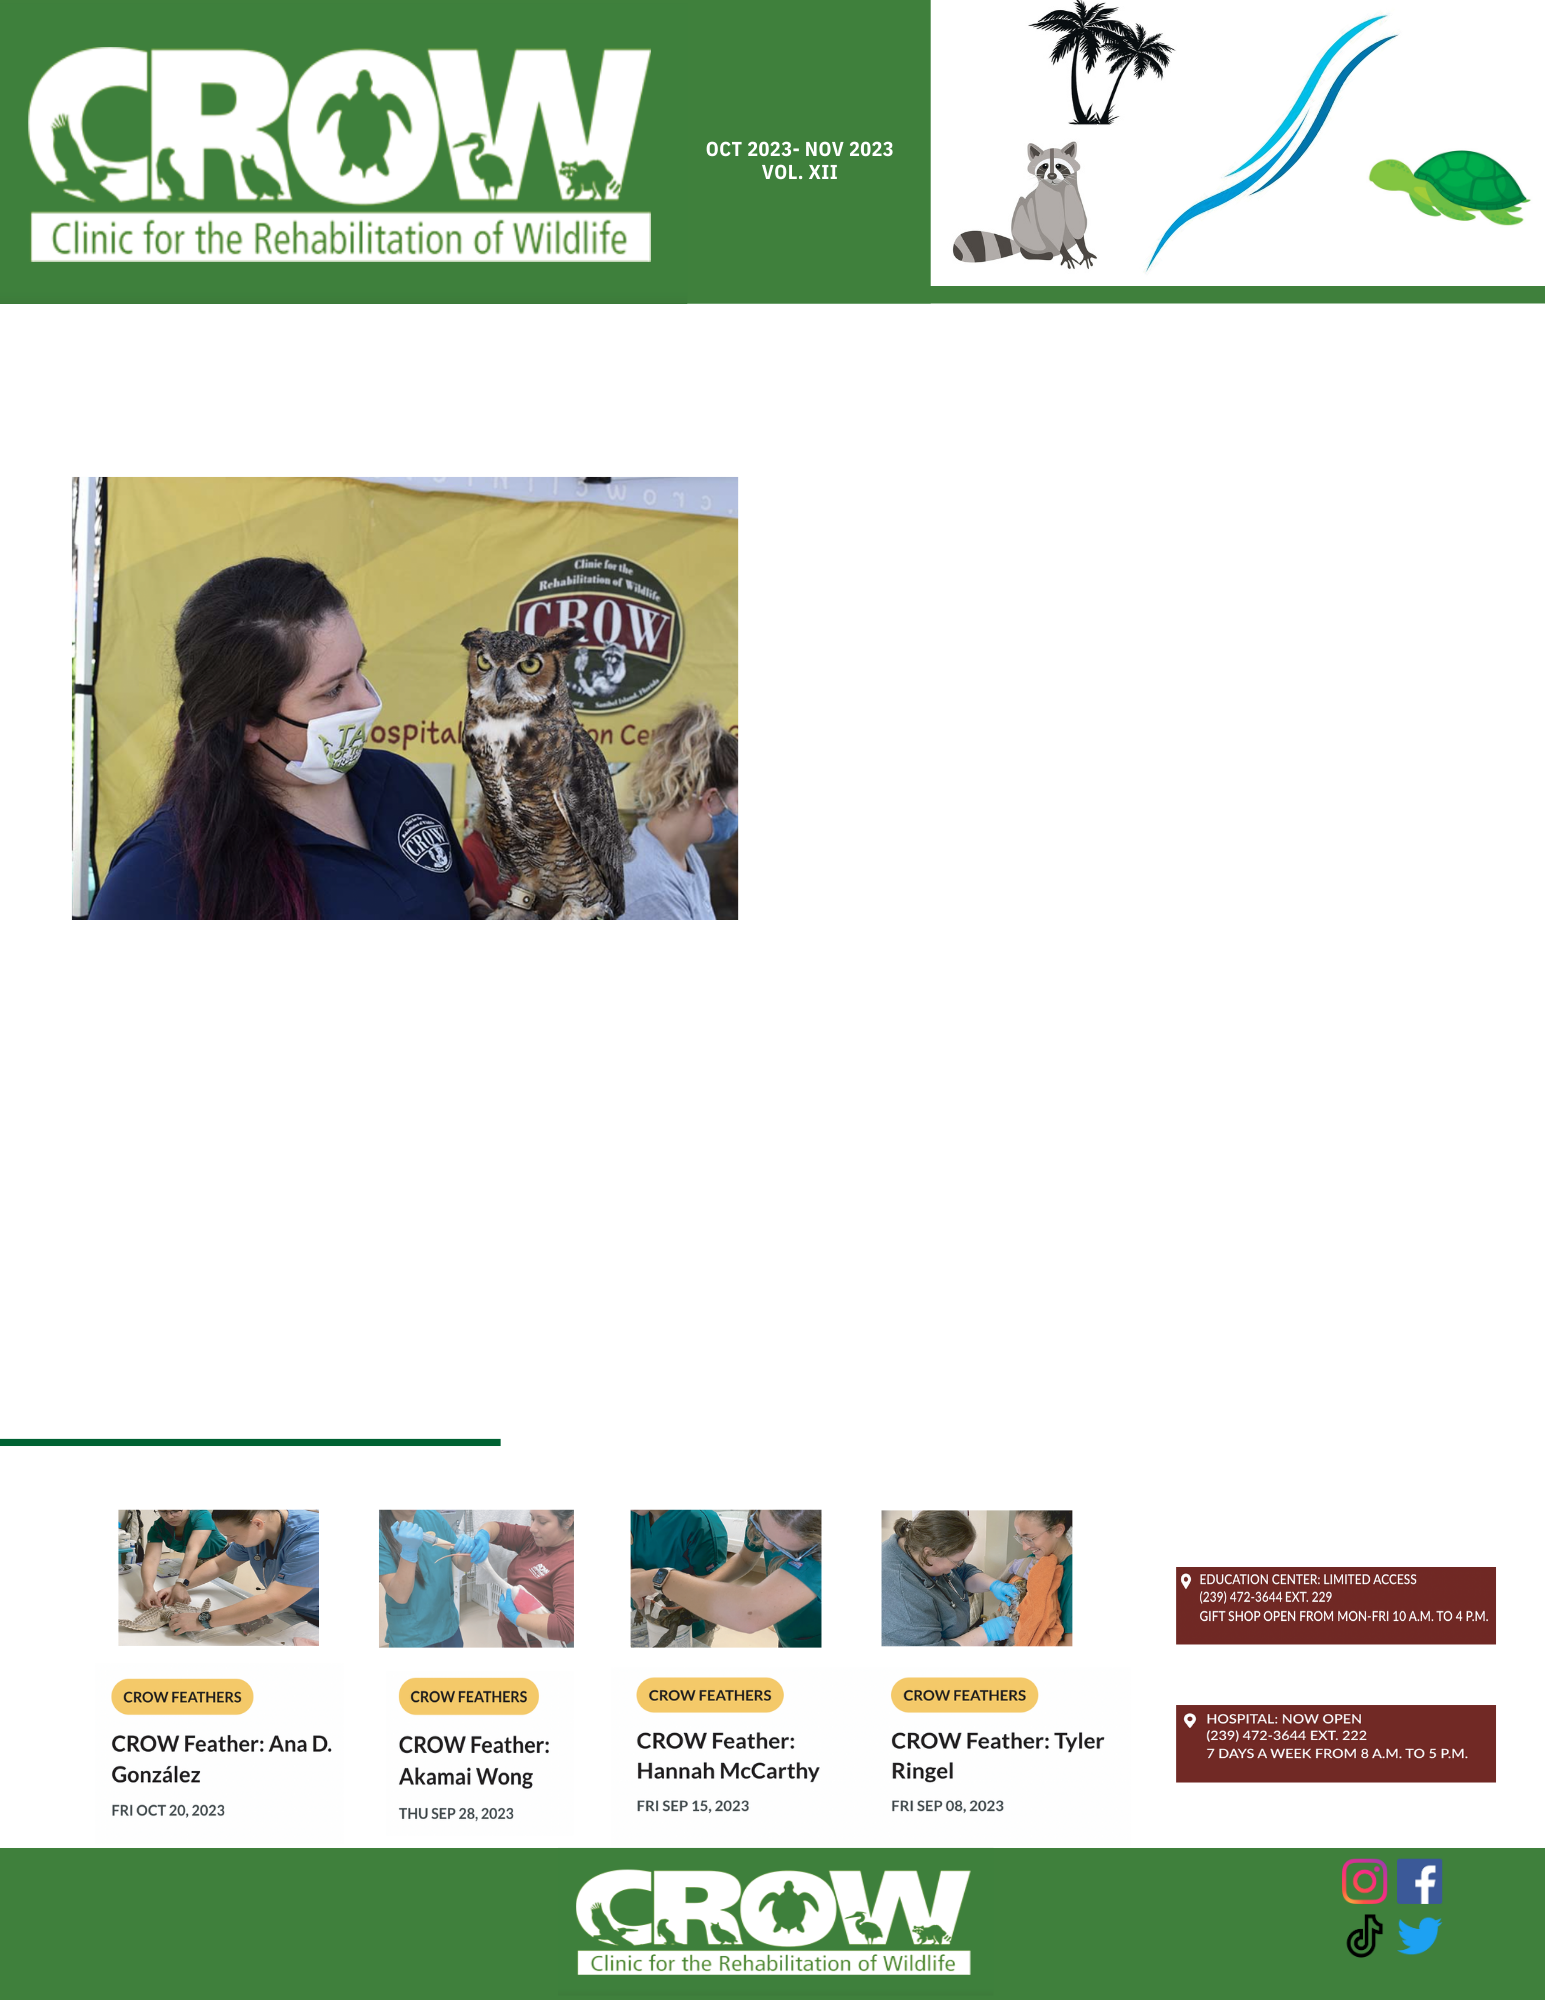 CROW
Clinic for the Rehabilitation of Wildlife
OCT 2023- NOV 2023
VOL. XII
Clinic for the
Rehabilitation of Wildlife
CROW
Sanibel Island, Florida
ospital
on Ce
TA
CROW
CROW FEATHERS
CROW Feather: Ana D.
González
FRI OCT 20, 2023
CROW FEATHERS
CROW Feather:
Akamai Wong
THU SEP 28, 2023
CROW FEATHERS
CROW Feather:
Hannah McCarthy
FRI SEP 15, 2023
CROW FEATHERS
CROW Feather: Tyler
Ringel
FRI SEP 08, 2023
EDUCATION CENTER: LIMITED ACCESS
(239) 472-3644 EXT. 229
GIFT SHOP OPEN FROM MON-FRI 10 A.M. TO 4 P.M.
HOSPITAL: NOW OPEN
(239) 472-3644 EXT. 222
7 DAYS A WEEK FROM 8 A.M. TO 5 P.M.
CROW
Clinic for the Rehabilitation of Wildlife